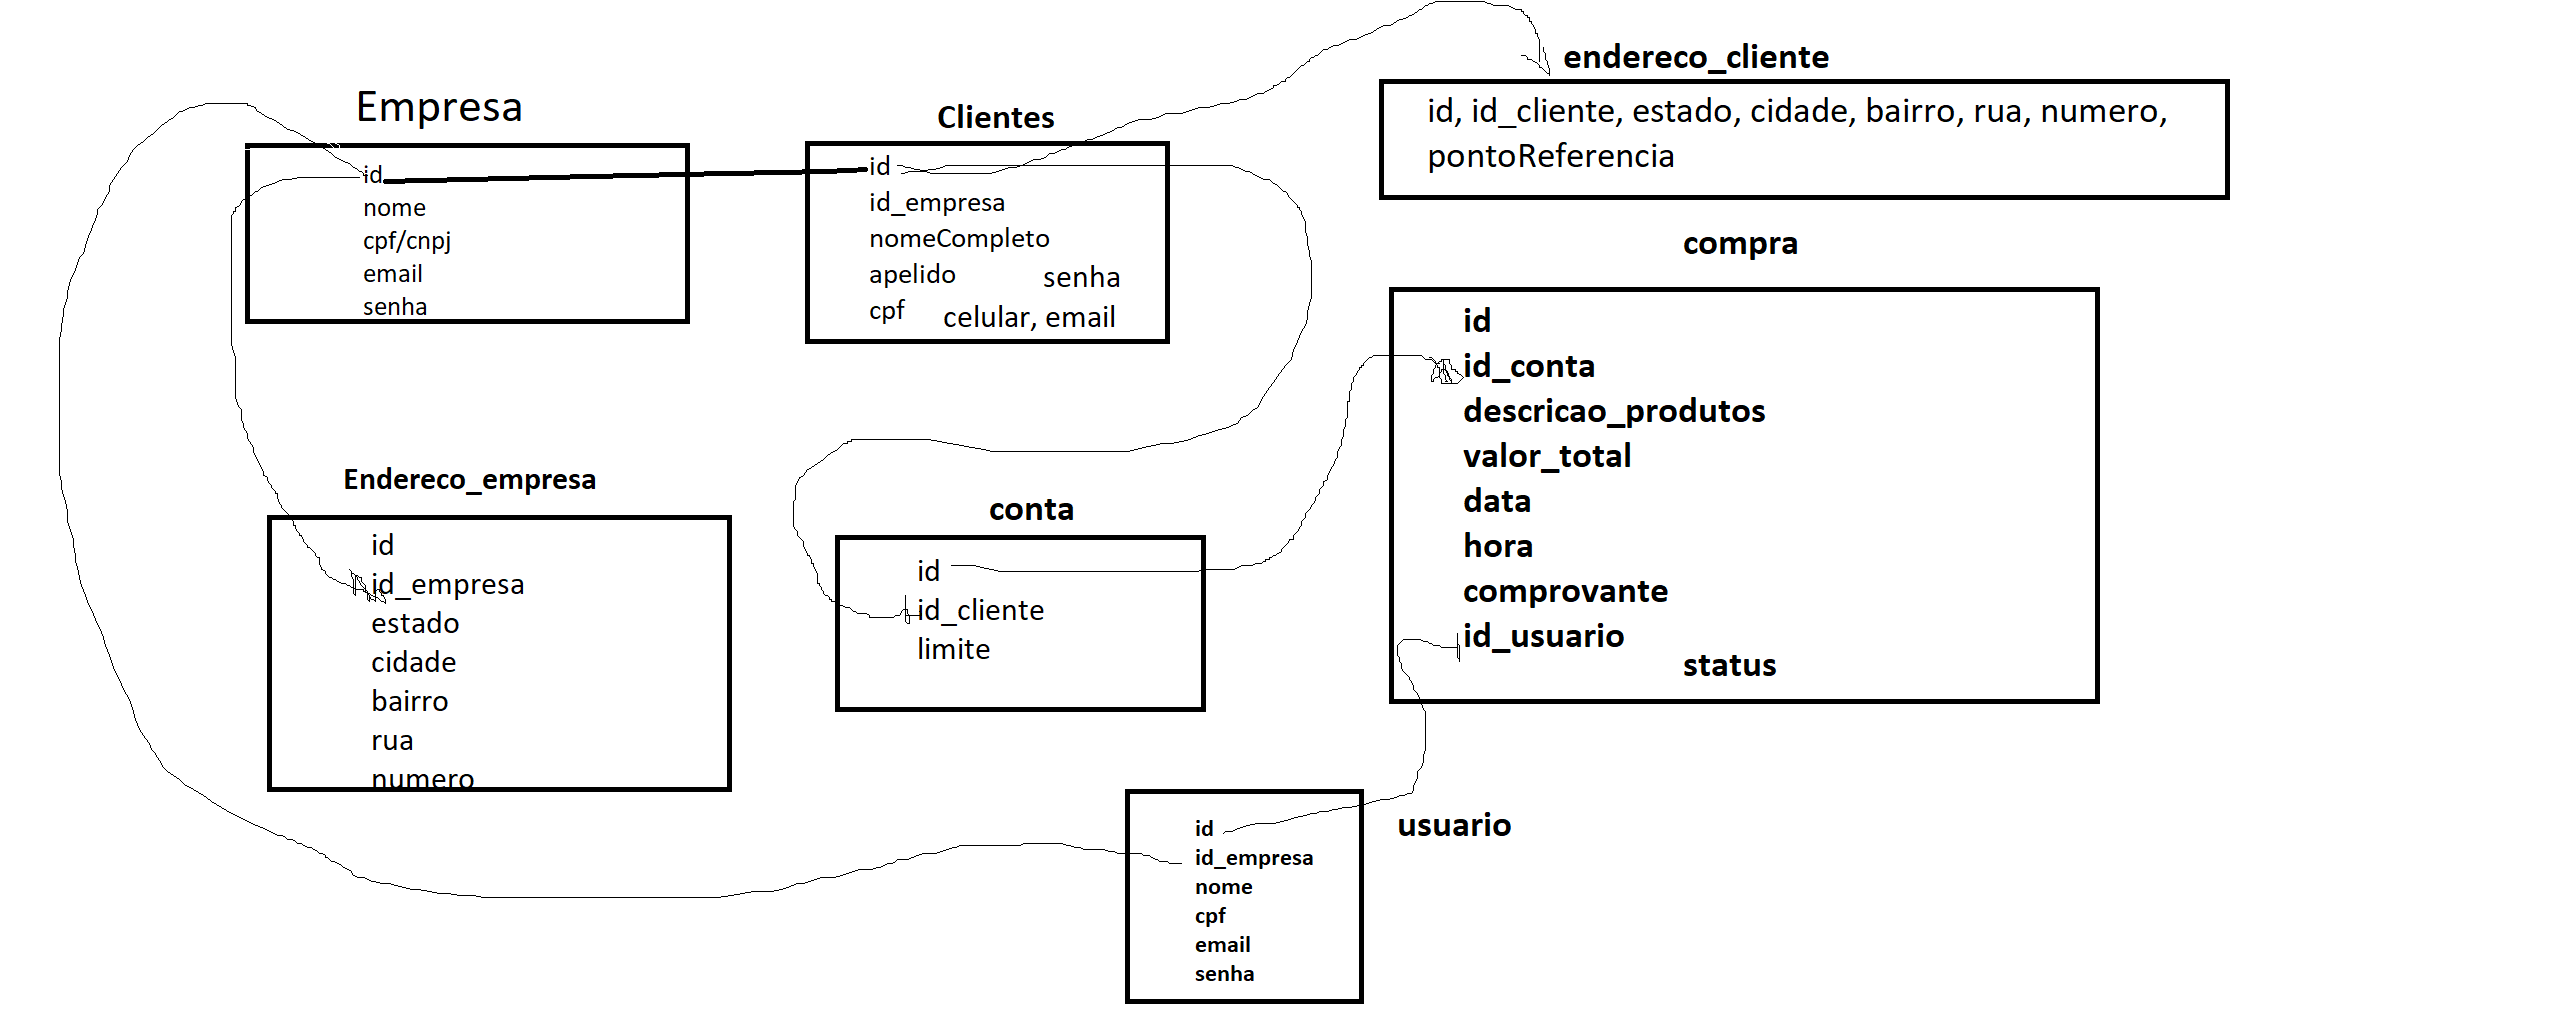 Empresa
id
nome
cpf/cnpj
email
senha
Clientes
id
id_empresa
nomeCompleto
apelido
senha
cpf
celular, email
endereco_cliente
id, id_cliente, estado, cidade, bairro, rua, numero,
pontoReferencia
compra
id
id_conta
descricao_produtos
valor_total
data
hora
comprovante
id_usuario
status
Endereco_empresa
id
id_empresa
estado
cidade
bairro
rua
numero
conta
id
id_cliente
limite
usuario
id
id_empresa
nome
cpf
email
senha